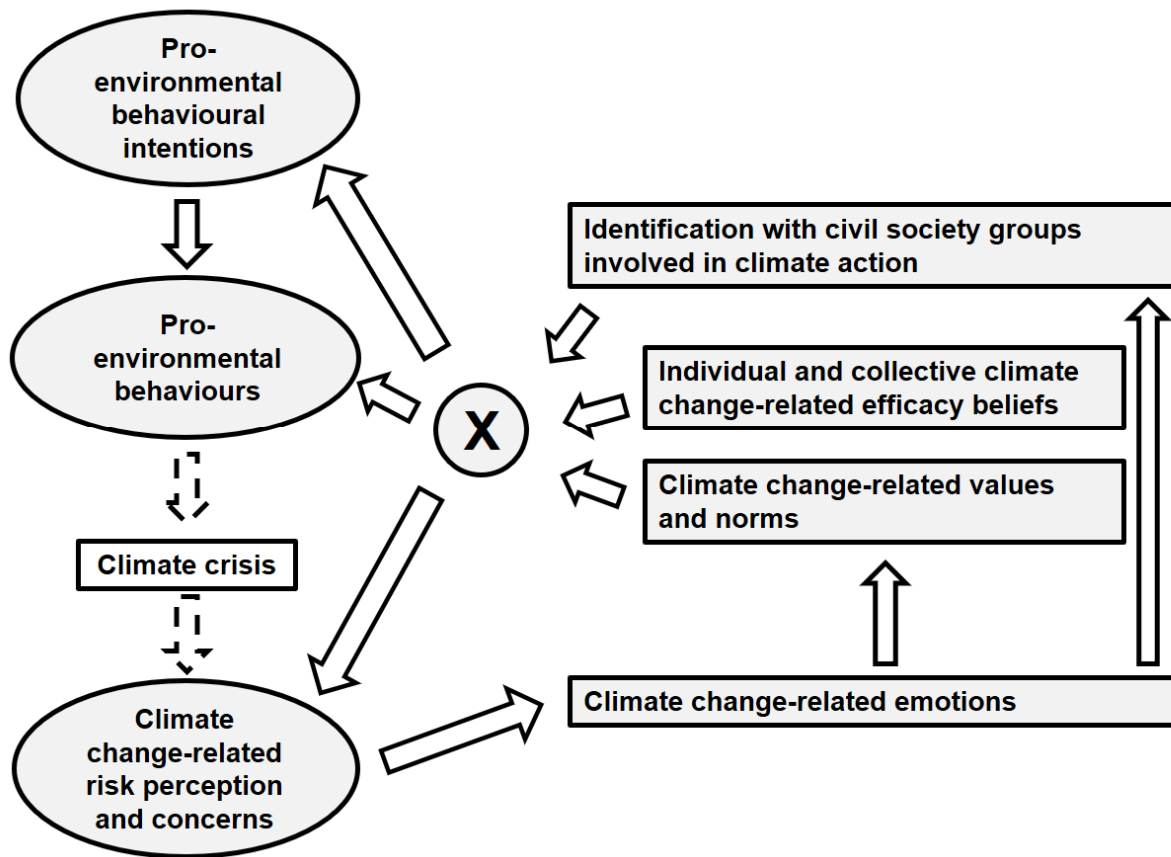 Pro-
environmental
behavioural
intentions
Identification with civil society groups
involved in climate action
Pro-
environmental
behaviours
Individual and collective climate
change-related efficacy beliefs
X
Climate change-related values
and norms
Climate crisis
Climate change-related emotions
Climate
change-related
risk perception
and concerns